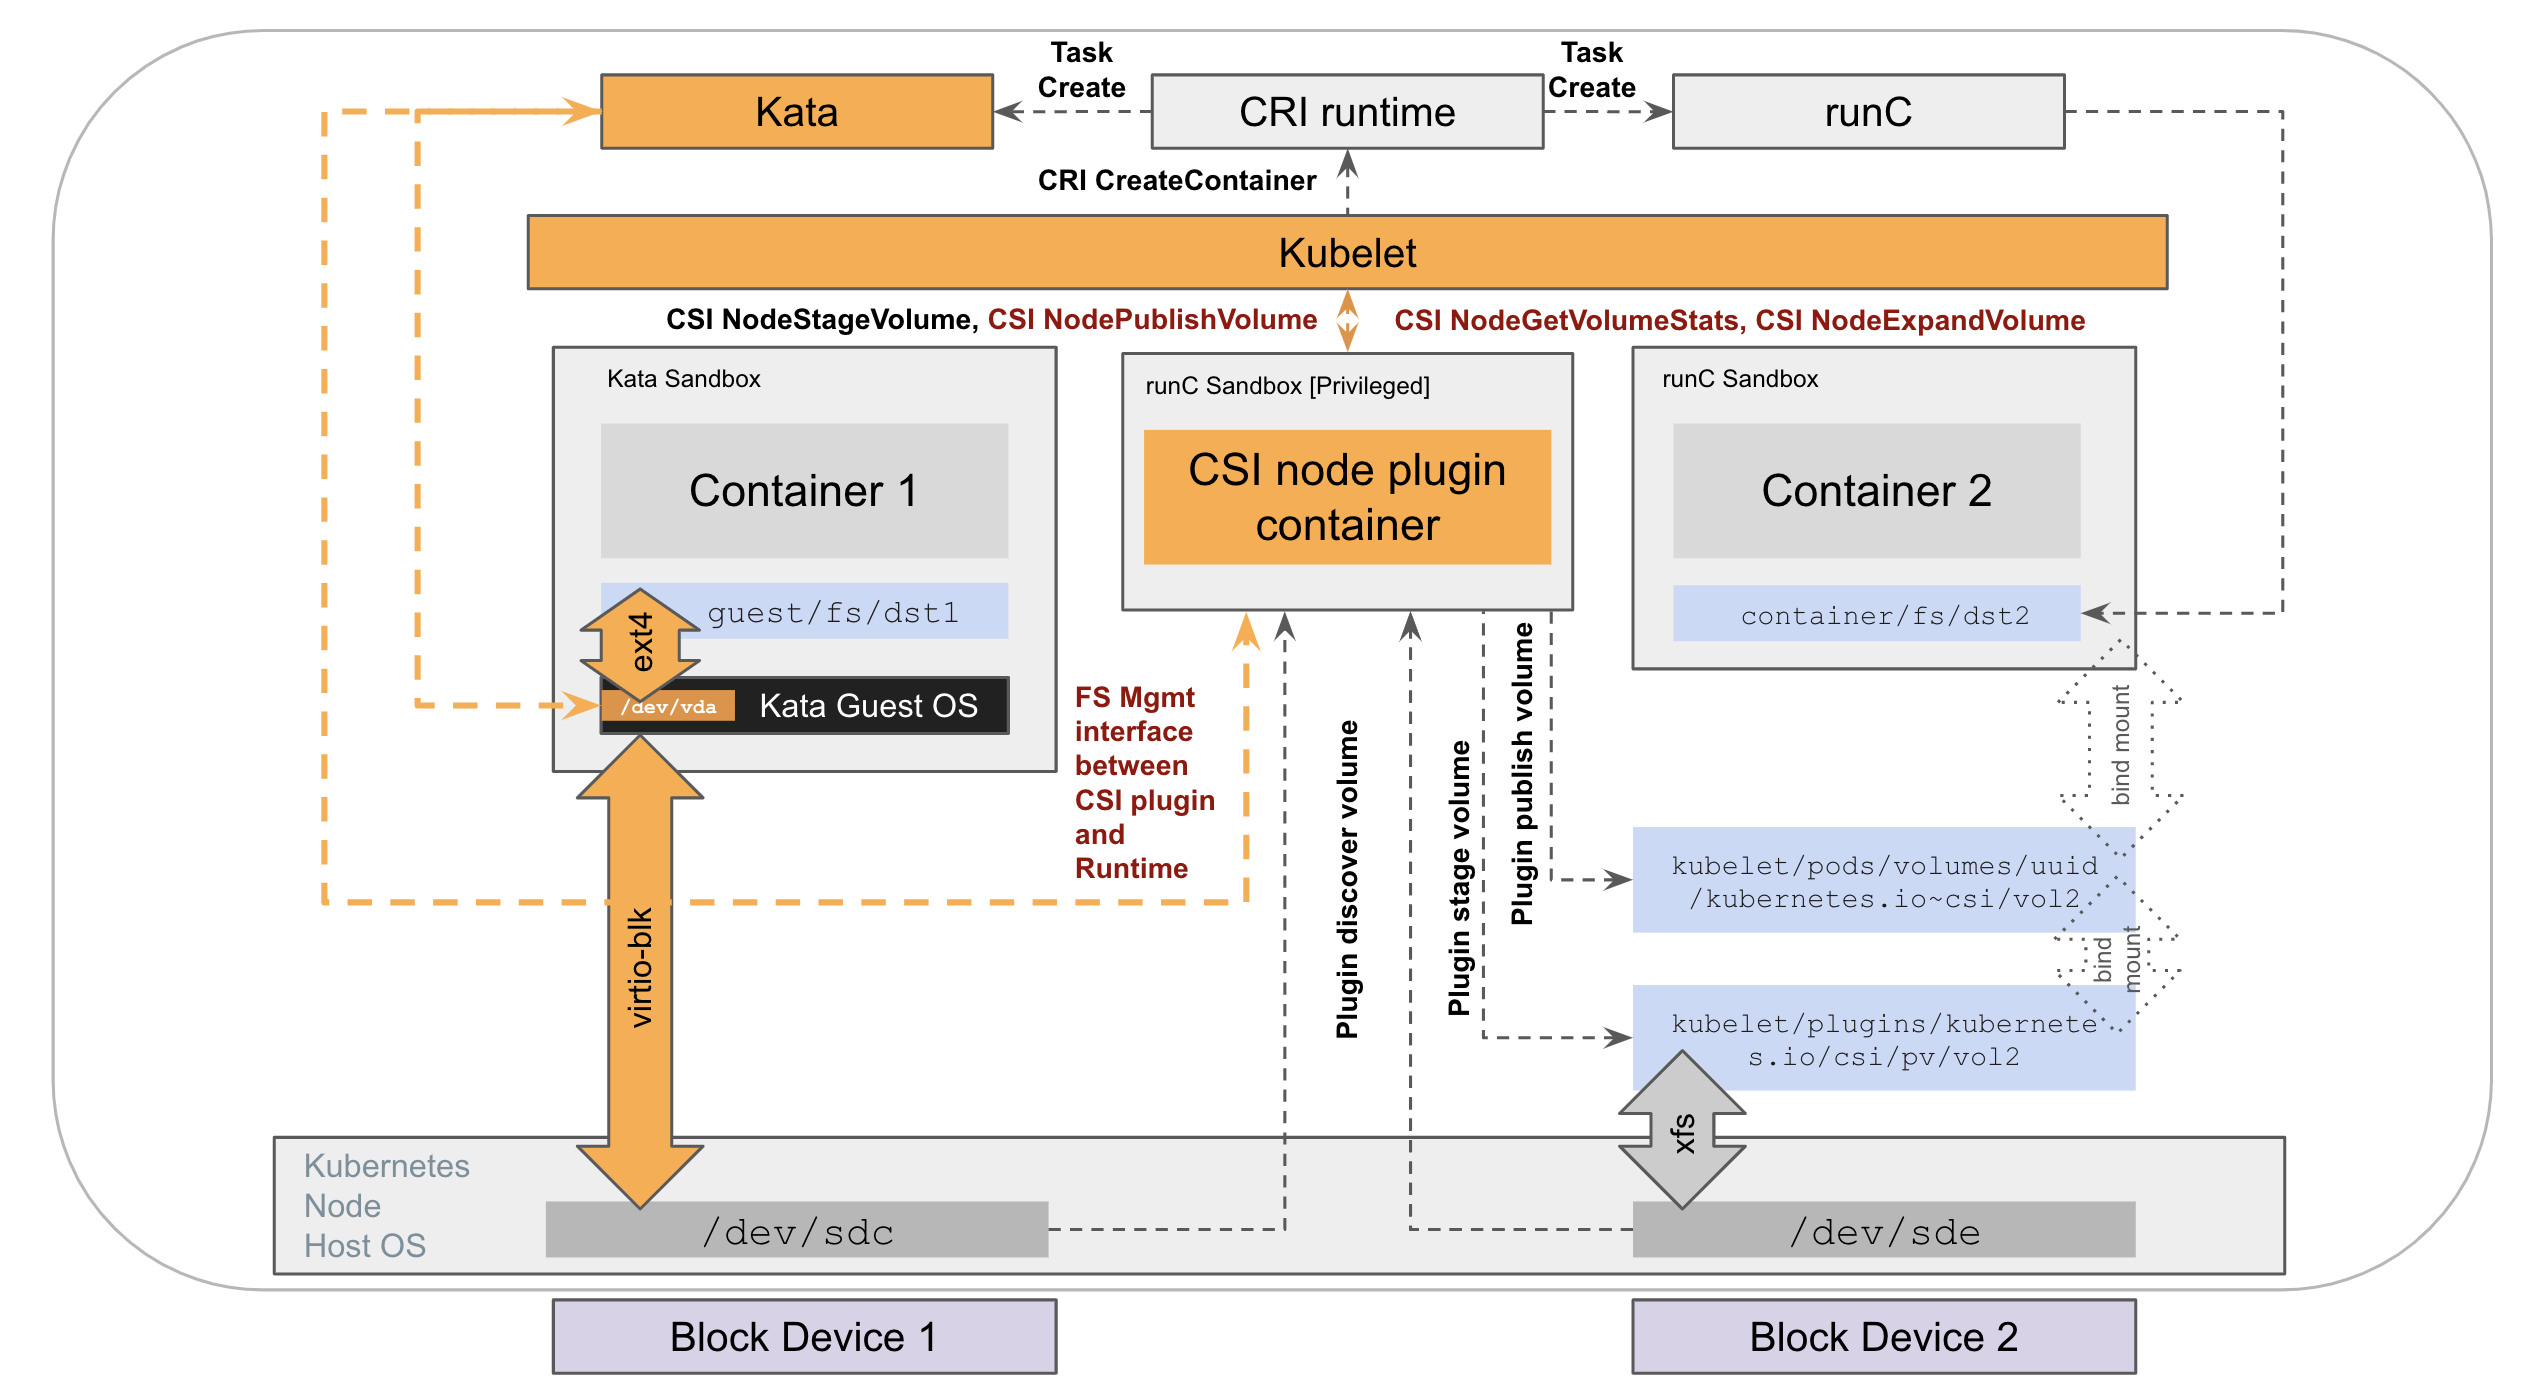 Task
Create
Task
Create
Kata
CRI runtime
runC
CRI CreateContainer
Kubelet
CSI NodeStageVolume, CSI NodePublishVolume
CSI NodeGetVolumeStats, CSI NodeExpandVolume
Kata Sandbox
runC Sandbox [Privileged]
runC Sandbox
Container 1
CSI node plugin
container
Container 2
guest/fs/dst1
container/fs/dst2
ext4
/dev/vda
Kata Guest OS
FS Mgmt
interface
between
CSI plugin
and
Runtime
Plugin discover volume
Plugin stage volume
Plugin publish volume
bind mount
kubelet/pods/volumes/uuid
/kubernetes.io~csi/vol2
bind
mount
kubelet/plugins/kubernete
s.io/csi/pv/vol2
virtio-blk
xfs
Kubernetes
Node
Host OS
/dev/sdc
/dev/sde
Block Device 1
Block Device 2